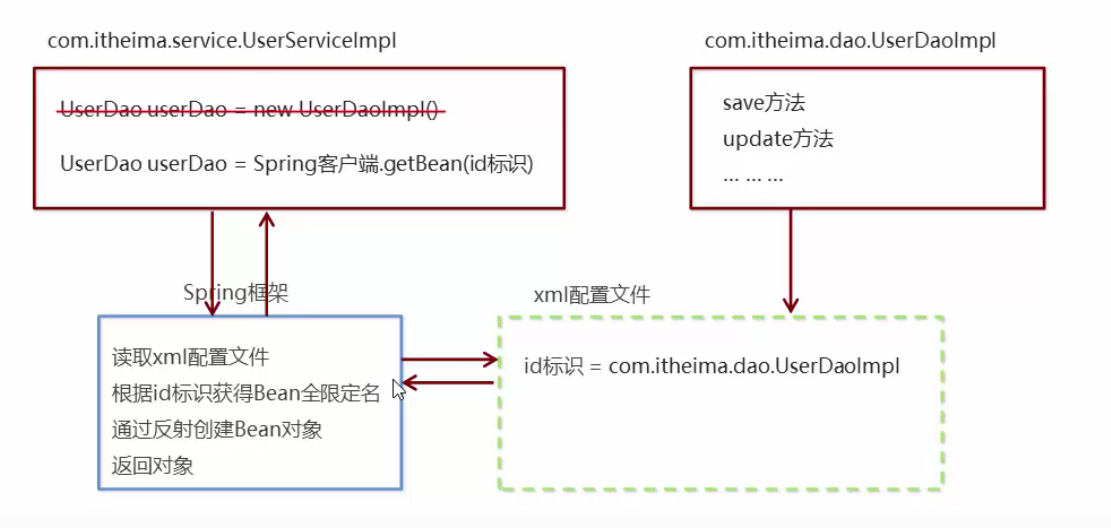 com.itheima.service.UserServiceImpl
UserDao userDao = new UserDaoImpl()
UserDao userDao = Spring客户端.getBean(id标识)
com.itheima.dao.UserDaoImpl
save方法
update方法
... ... ...
Spring框架
读取xml配置文件
根据id标识获得Bean全限定名
通过反射创建Bean对象
返回对象
xml配置文件
id标识 = com.itheima.dao.UserDaoImpl